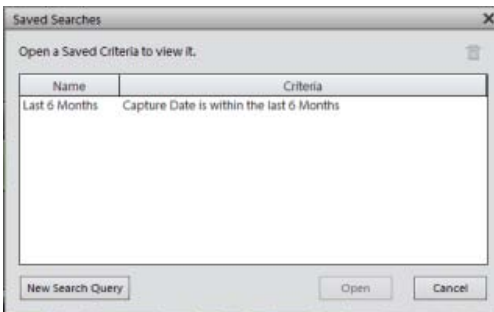 Saved Searches
Open a Saved Criteria to view it.
Name Criteria
Last 6 Months Capture Date is within the last 6 Months
New Search Query Open Cancel